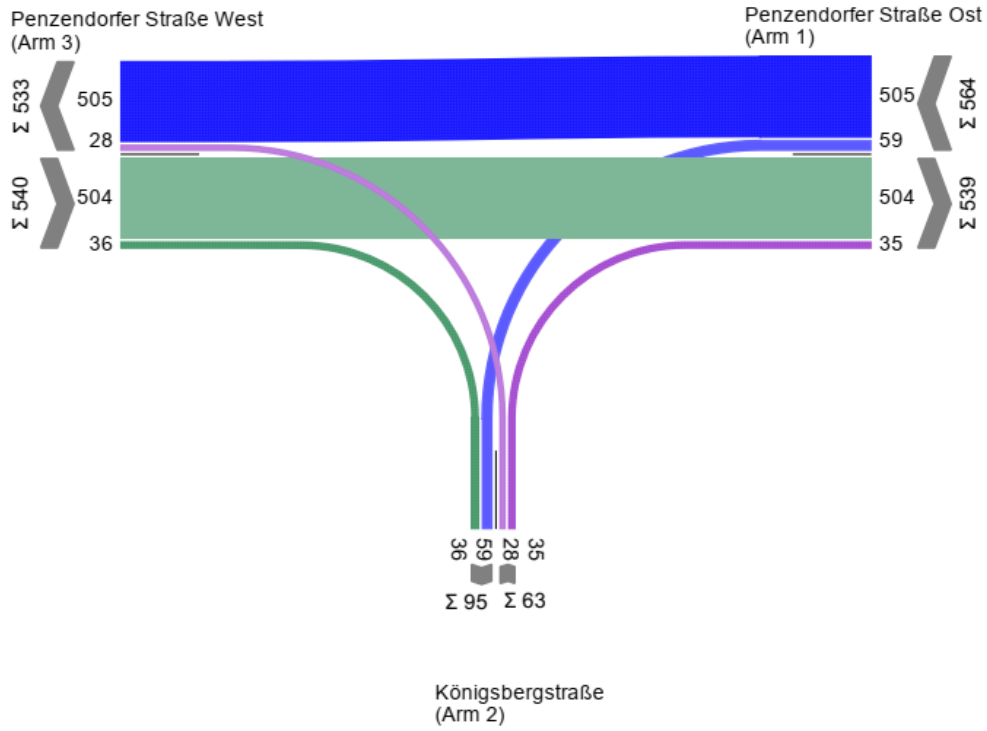 Penzendorfer Straße West
(Arm 3)
Penzendorfer Straße Ost
(Arm 1)
Σ 533
505
28
Σ 540
504
36
505
59
Σ 564
504
35
Σ 539
36
59
28
35
Σ 95
Σ 63
Königsbergstraße
(Arm 2)